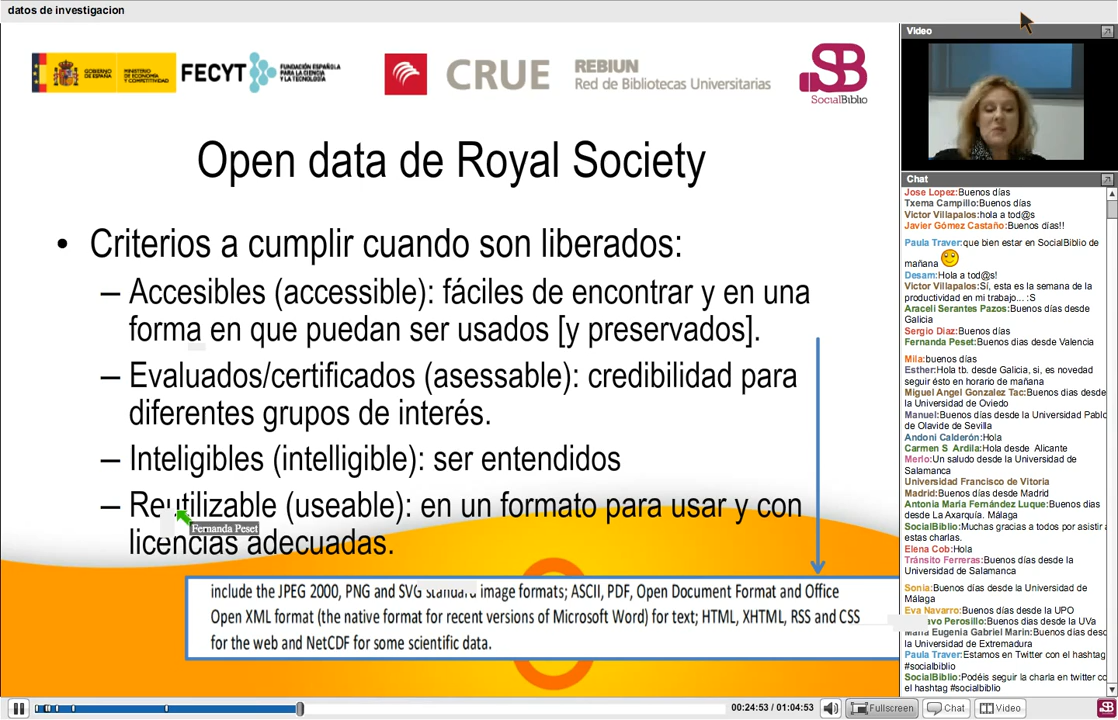 datos de investigacion
GOBIERNO DE ESPAÑA
MINISTERIO DE ECONOMÍA Y COMPETITIVIDAD
FECYT
FUNDACIÓN ESPAÑOLA
PARA LA CIENCIA
Y LA TECNOLOGÍA
CRUE
REBIUN
Red de Bibliotecas Universitarias
SB
SocialBiblio
Open data de Royal Society
• Criterios a cumplir cuando son liberados:
– Accesibles (accessible): fáciles de encontrar y en una
forma en que puedan ser usados [y preservados].
– Evaluados/certificados (asessable): credibilidad para
diferentes grupos de interés.
– Inteligibles (intelligible): ser entendidos
– Reutilizable (useable): en un formato para usar y con
licencias adecuadas.
Fernanda Peset
include the JPEG 2000, PNG and SVG standard image formats; ASCII, PDF, Open Document Format and Office
Open XML format (the native format for recent versions of Microsoft Word) for text; HTML, XHTML, RSS and CSS
for the web and NetCDF for some scientific data.
Video
Chat
Jose Lopez:Buenos días
Txema Campillo:Buenos días
Victor Villapalos:hola a tod@s
Javier Gómez Castaño:Buenos días!!
Paula Traver:que bien estar en SocialBiblio de
mañana
Desam:Hola a tod@s!
Victor Villapalos:Sí, esta es la semana de la
productividad en mi trabajo... :S
Araceli Serantes Pazos:Buenos días desde
Galicia
Sergio Diaz:Buenos días
Fernanda Peset:Buenos dias desde Valencia
Mila:buenos días
Esther:Hola tb. desde Galicia, si, es novedad
seguir ésto en horario de mañana
Miguel Angel Gonzalez Tac:Buenos dias desde
la Universidad de Oviedo
Manuel:Buenos días desde la Universidad Pablo
de Olavide de Sevilla
Andoni Calderón:Hola
Carmen S Ardila:Hola desde Alicante
Merlo:Un saludo desde la Universidad de
Salamanca
Universidad Francisco de Vitoria
Madrid:Buenos días desde Madrid
Antonia María Fernández Luque:Buenos dias
desde La Axarquía. Málaga
SocialBiblio:Muchas gracias a todos por asistir a
estas charlas.
Elena Cob:Hola
Tránsito Ferreras:Buenos días desde la
Universidad de Salamanca
Sonia:Buenos días desde la Universidad de
Málaga
Eva Navarro:Buenos días desde la UPO
avo Perosillo:Buenos dias desde la UVa
María Eugenia Gabriel Marin:Buenos días desd
la Universidad de Extremadura
Paula Traver:Estamos en Twitter con el hashtag
#socialbiblio
SocialBiblio:Podéis seguir la charla en twitter co
el hashtag #socialbiblio
00:24:53 / 01:04:53
Fullscreen
Chat
Video
SB